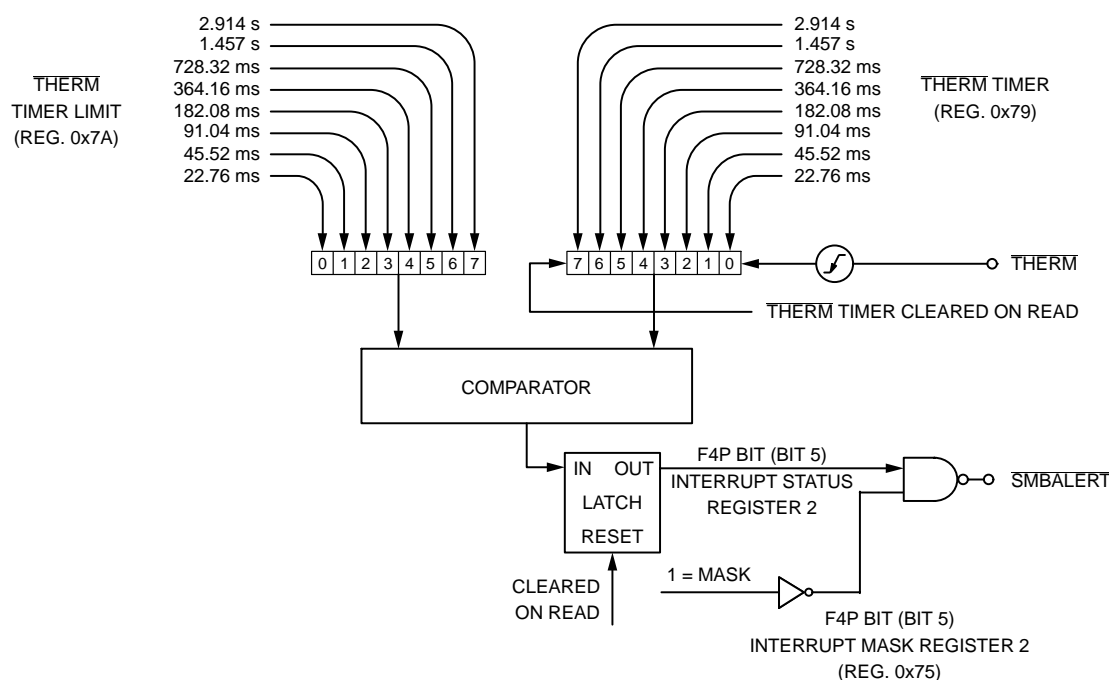 2.914 s
1.457 s
728.32 ms
364.16 ms
182.08 ms
91.04 ms
45.52 ms
22.76 ms
THERM
TIMER LIMIT
(REG. 0x7A)
2.914 s
1.457 s
728.32 ms
364.16 ms
182.08 ms
91.04 ms
45.52 ms
22.76 ms
THERM TIMER
(REG. 0x79)
0 1 2 3 4 5 6 7
7 6 5 4 3 2 1 0
THERM
THERM TIMER CLEARED ON READ
COMPARATOR
IN OUT
LATCH
RESET
F4P BIT (BIT 5)
INTERRUPT STATUS
REGISTER 2
SMBALERT
CLEARED
ON READ
1 = MASK
F4P BIT (BIT 5)
INTERRUPT MASK REGISTER 2
(REG. 0x75)